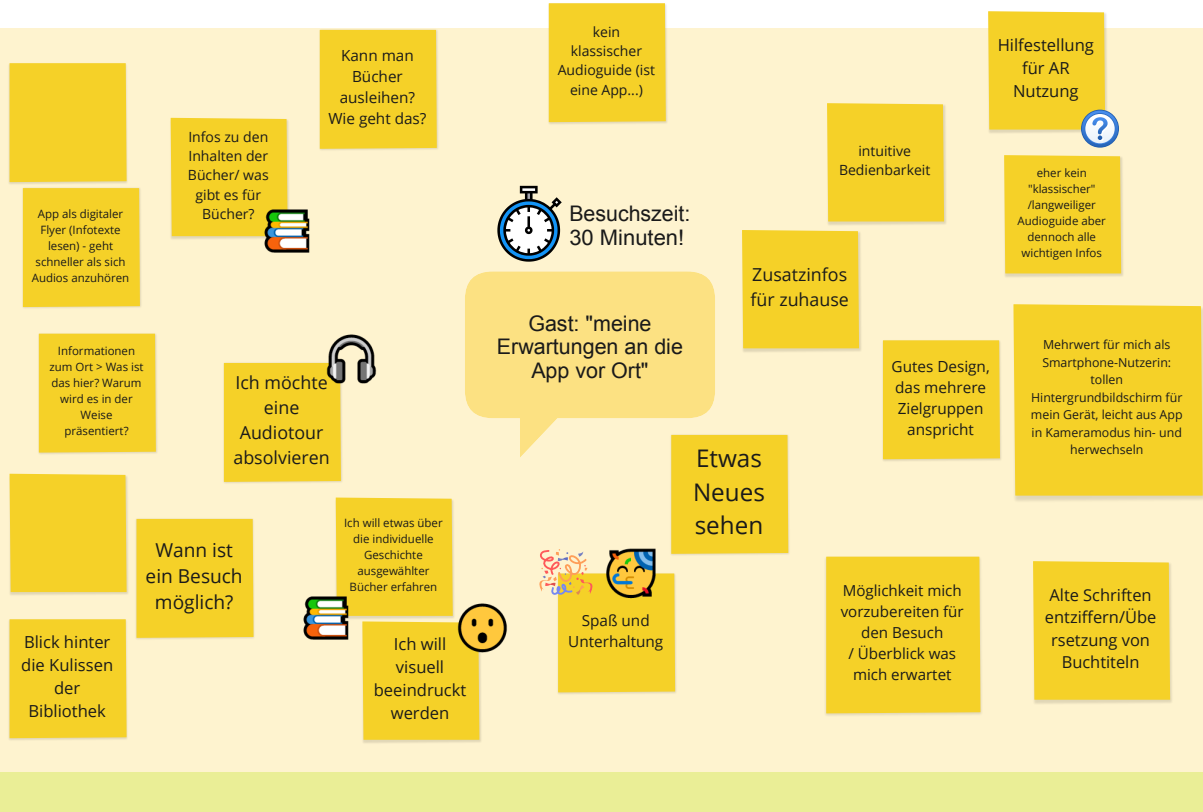 kein
klassischer
Audioguide (ist
eine App...)
Kann man
Bücher
ausleihen?
Wie geht das?
Hilfestellung
für AR
Nutzung
Infos zu den
Inhalten der
Bücher/ was
gibt es für
Bücher?
intuitive
Bedienbarkeit
eher kein
"klassischer"
/langweiliger
Audioguide aber
dennoch alle
wichtigen Infos
App als digitaler
Flyer (Infotexte
lesen) - geht
schneller als sich
Audios anzuhören
Besuchszeit:
30 Minuten!
Zusatzinfos
für zuhause
Gast: "meine
Erwartungen an die
App vor Ort"
Informationen
zum Ort > Was ist
das hier? Warum
wird es in der
Weise
präsentiert?
Ich möchte
eine
Audiotour
absolvieren
Gutes Design,
das mehrere
Zielgruppen
anspricht
Mehrwert für mich als
Smartphone-Nutzerin:
tollen
Hintergrundbildschirm für
mein Gerät, leicht aus App
in Kameramodus hin- und
herwechseln
Etwas
Neues
sehen
Wann ist
ein Besuch
möglich?
Ich will etwas über
die individuelle
Geschichte
ausgewählter
Bücher erfahren
Blick hinter
die Kulissen
der
Bibliothek
Ich will
visuell
beeindruckt
werden
Spaß und
Unterhaltung
Möglichkeit mich
vorzubereiten für
den Besuch
/ Überblick was
mich erwartet
Alte Schriften
entziffern/Übe
rsetzung von
Buchtiteln